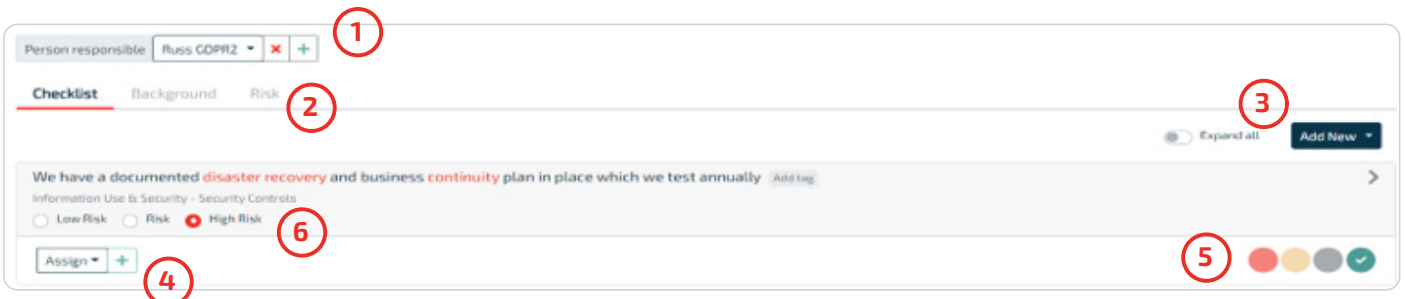 1
Person responsible Russ GDPR2
Checklist Background Risk
2
3
Expand all Add New
We have a documented disaster recovery and business continuity plan in place which we test annually Add tag
Information Use & Security - Security Controls
Low Risk Risk High Risk
6
5
Assign
4